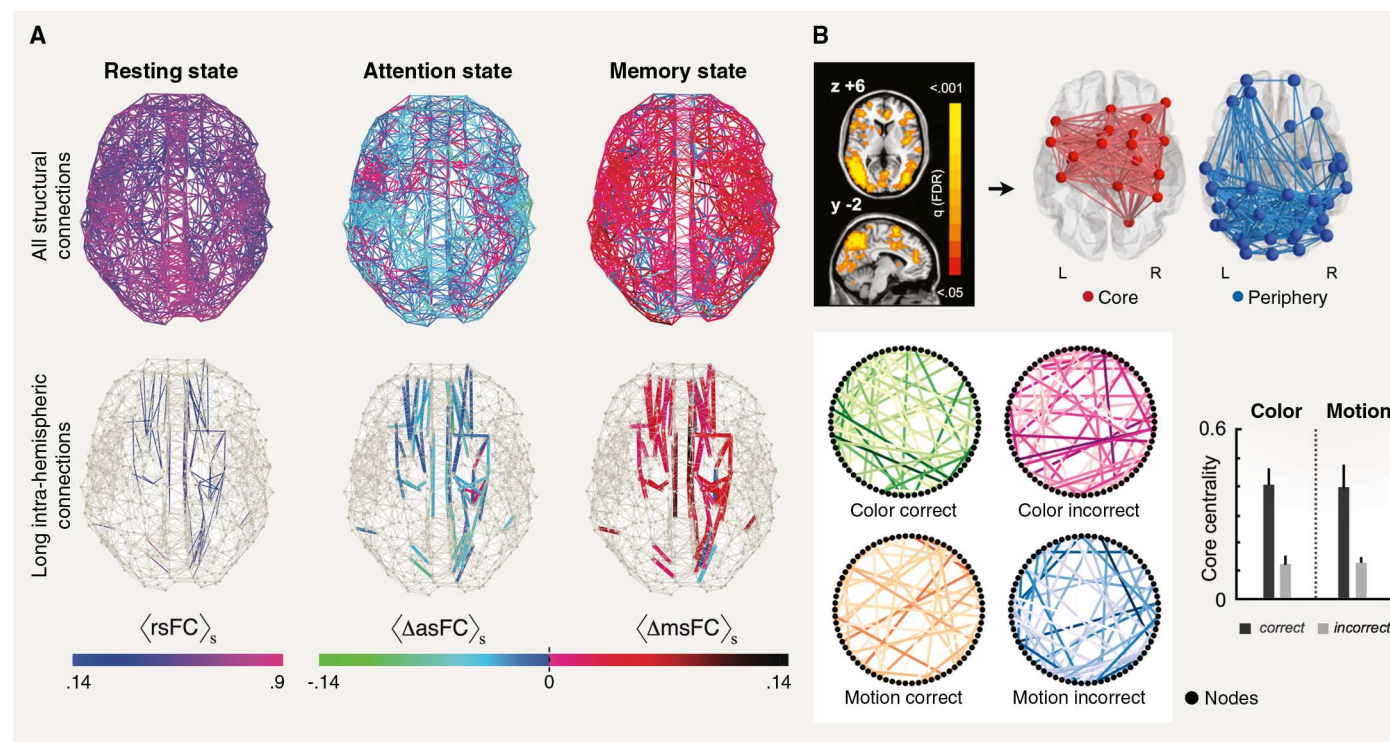 A
B
Resting state
Attention state
Memory state
All structural
connections
Long intra-hemispheric
connections
⟨rsFC⟩s
⟨ΔasFC⟩s
⟨ΔmsFC⟩s
.14
.9
-.14
0
.14
z +6
y -2
<.001
q (FDR)
<.05
L
R
L
R
Core
Periphery
Color correct
Color incorrect
Motion correct
Motion incorrect
Color
Motion
0.6
Core centrality
0
correct
incorrect
Nodes